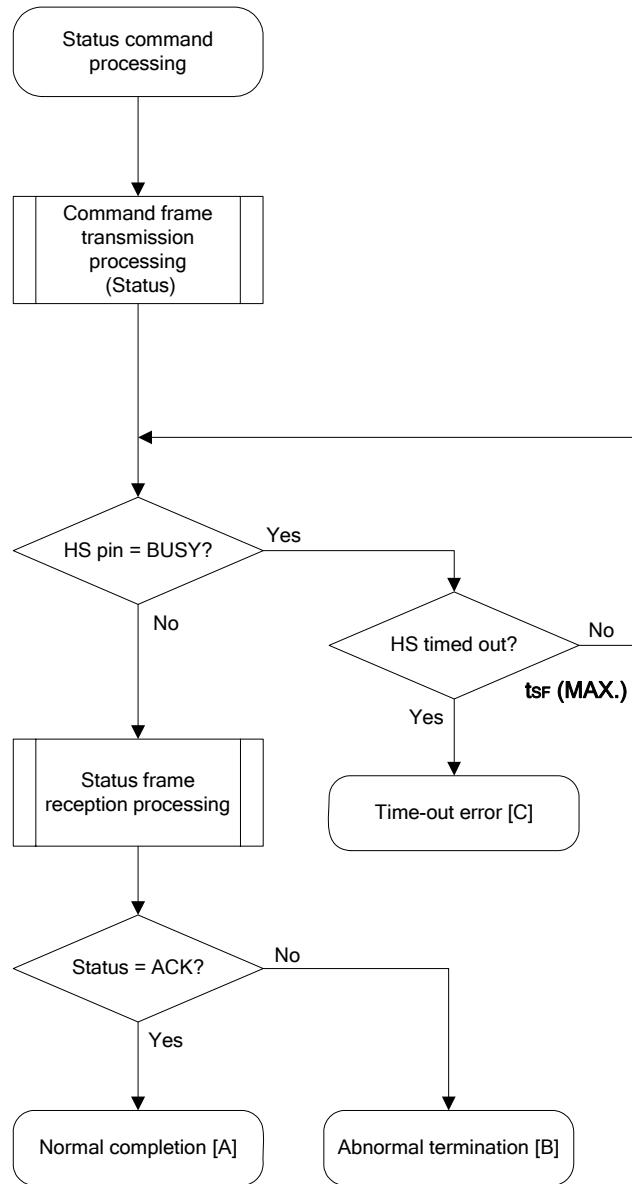 Status command
processing
Command frame
transmission
processing
(Status)
HS pin = BUSY?
Yes
No
HS timed out?
No
tSF (MAX.)
Yes
Status frame
reception processing
Time-out error [C]
Status = ACK?
No
Yes
Normal completion [A]
Abnormal termination [B]